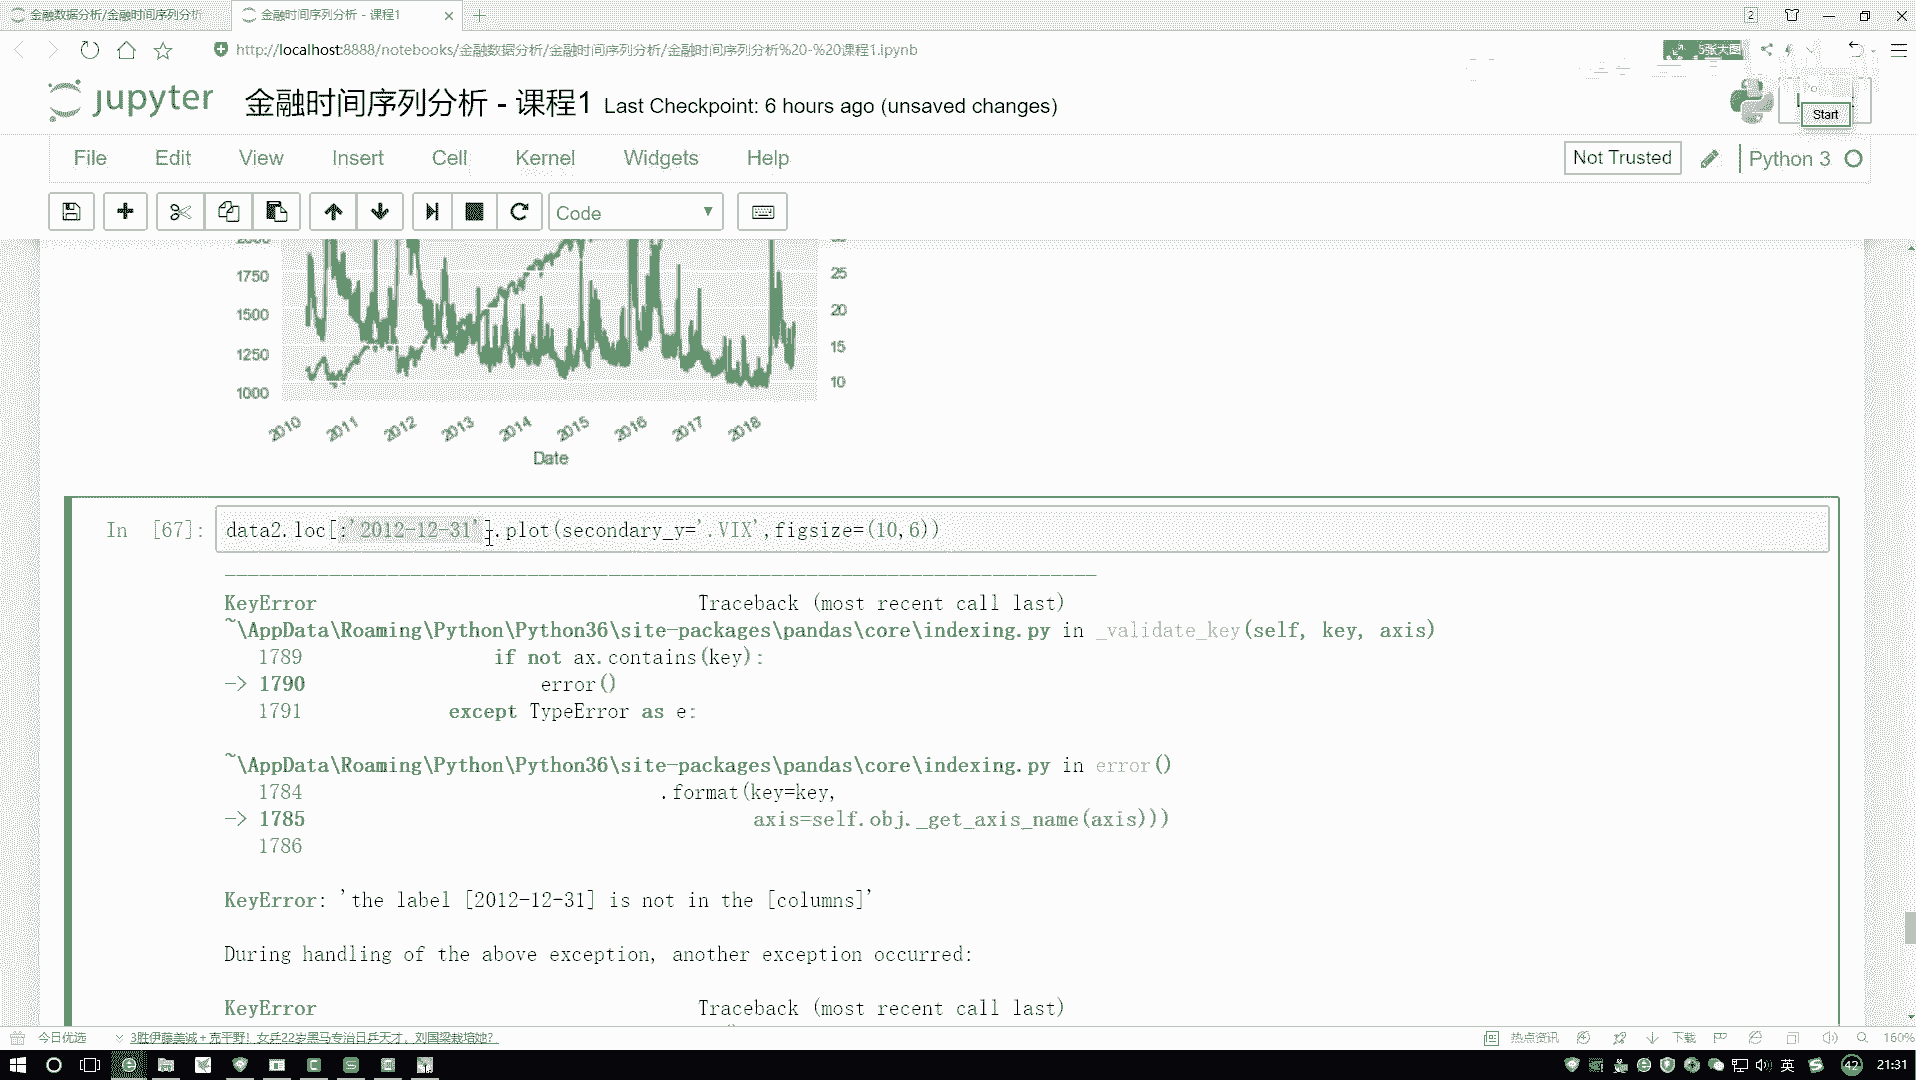 金融数据分析/金融时间序列分析
金融时间序列分析 - 课程1
http://localhost:8888/notebooks/金融数据分析/金融时间序列分析/金融时间序列分析%20-%20课程1.ipynb
5张大图
jupyter 金融时间序列分析 - 课程1 Last Checkpoint: 6 hours ago (unsaved changes)
Start
File Edit View Insert Cell Kernel Widgets Help
Not Trusted Python 3
Code
1750
1500
1250
1000
25
20
15
10
2010 2011 2012 2013 2014 2015 2016 2017 2018
Date
In [67]: data2.loc[:'2012-12-31'].plot(secondary_y='.VIX',figsize=(10,6))
---------------------------------------------------------------------------
KeyError Traceback (most recent call last)
~\AppData\Roaming\Python\Python36\site-packages\pandas\core\indexing.py in _validate_key(self, key, axis)
1789 if not ax.contains(key):
-> 1790 error()
1791 except TypeError as e:
~\AppData\Roaming\Python\Python36\site-packages\pandas\core\indexing.py in error()
1784 .format(key=key,
-> 1785 axis=self.obj._get_axis_name(axis)))
1786
KeyError: 'the label [2012-12-31] is not in the [columns]'
During handling of the above exception, another exception occurred:
KeyError Traceback (most recent call last)
今日优选 3胜伊藤美诚+克平野! 女乒22岁黑马专治日乒天才, 刘国梁栽培她?
热点资讯 下载 160%
英 42 21:31